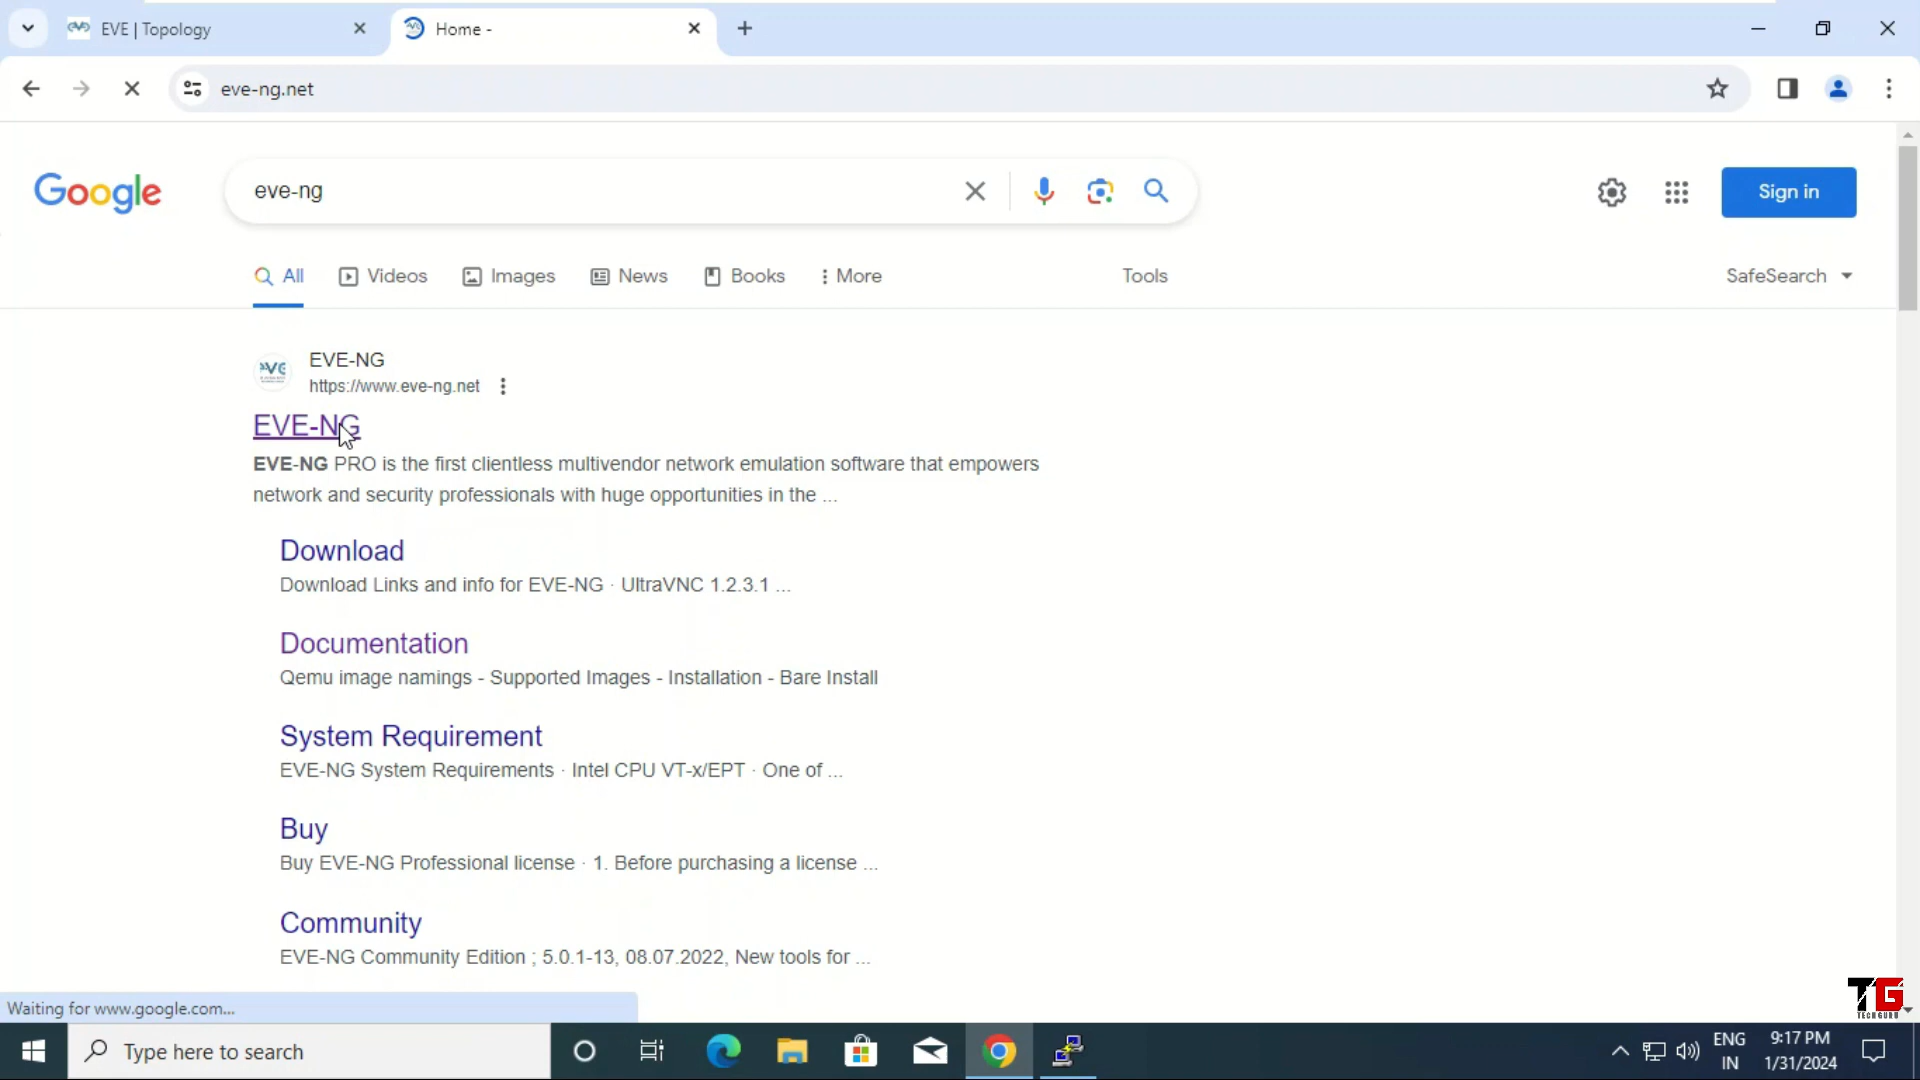 EVE | Topology
Home -
eve-ng.net
Google
eve-ng
Sign in
All
Videos
Images
News
Books
More
Tools
SafeSearch
EVE-NG
https://www.eve-ng.net
EVE-NG
EVE-NG PRO is the first clientless multivendor network emulation software that empowers
network and security professionals with huge opportunities in the ...
Download
Download Links and info for EVE-NG · UltraVNC 1.2.3.1 ...
Documentation
Qemu image namings - Supported Images - Installation - Bare Install
System Requirement
EVE-NG System Requirements · Intel CPU VT-x/EPT · One of ...
Buy
Buy EVE-NG Professional license · 1. Before purchasing a license ...
Community
EVE-NG Community Edition ; 5.0.1-13, 08.07.2022, New tools for ...
Waiting for www.google.com...
TG
TECH GURU
Type here to search
ENG
IN
9:17 PM
1/31/2024